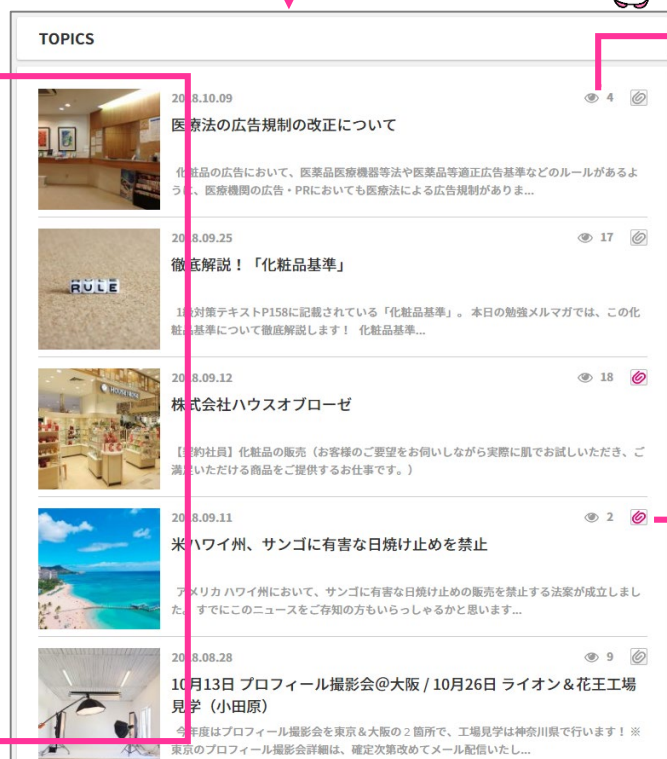 TOPICS
2018.10.09
4
医療法の広告規制の改正について
化粧品の広告において、医薬品医療機器等法や医薬品等適正広告基準などのルールがあるよ
うに、医療機関の広告・PRにおいても医療法による広告規制がありま...
2018.09.25
17
徹底解説！「化粧品基準」
RULE
1級対策テキストP158に記載されている「化粧品基準」。 本日の勉強メルマガでは、この化
粧品基準について徹底解説します！ 化粧品基準...
2018.09.12
18
株式会社ハウスオブローゼ
【契約社員】化粧品の販売（お客様のご要望をお伺いしながら実際に肌でお試しいただき、ご
満足いただける商品をご提供するお仕事です。）
2018.09.11
2
米ハワイ州、サンゴに有害な日焼け止めを禁止
アメリカ ハワイ州において、サンゴに有害な日焼け止めの販売を禁止する法案が成立しまし
た。すでにこのニュースをご存知の方もいらっしゃるかと思います...
2018.08.28
9
10月13日 プロフィール撮影会＠大阪 / 10月26日 ライオン＆花王工場
見学（小田原）
今年度はプロフィール撮影会を東京＆大阪の２箇所で、工場見学は神奈川県で行います！※
東京のプロフィール撮影会詳細は、確定次第改めてメール配信いたし...